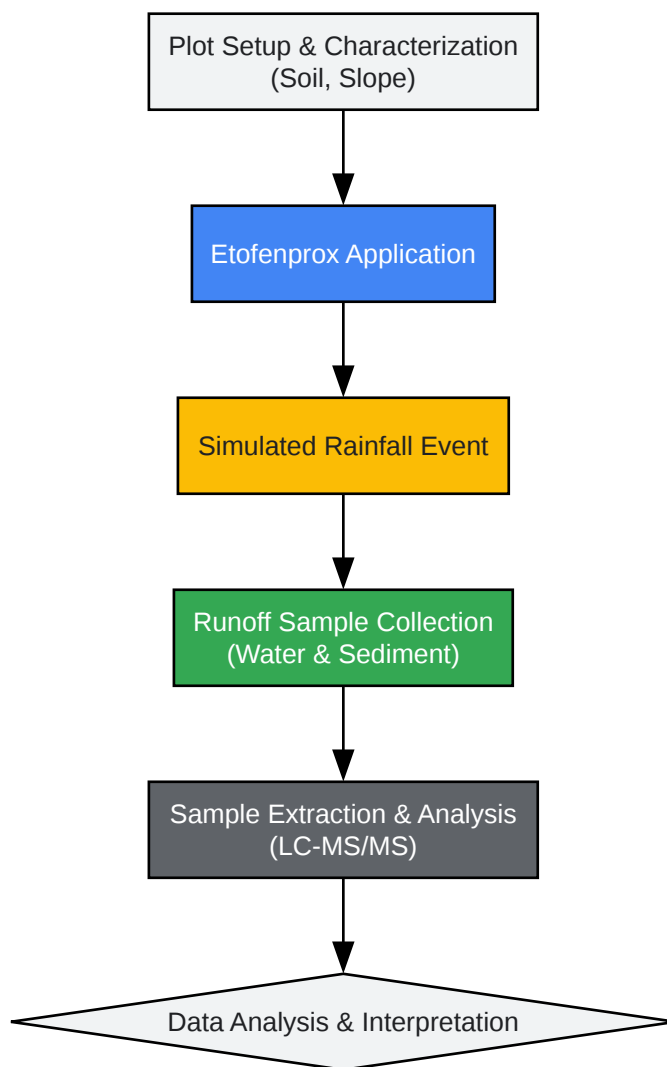 Plot Setup & Characterization
(Soil, Slope)
Etofenprox Application
Simulated Rainfall Event
Runoff Sample Collection
(Water & Sediment)
Sample Extraction & Analysis
(LC-MS/MS)
Data Analysis & Interpretation